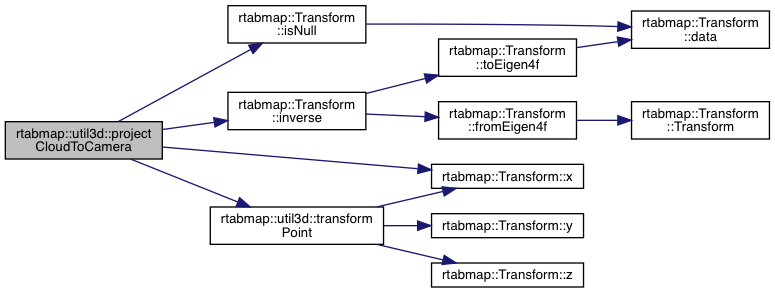 rtabmap::util3d::project
CloudToCamera
rtabmap::Transform
::isNull
rtabmap::Transform
::inverse
rtabmap::util3d::transform
Point
rtabmap::Transform
::toEigen4f
rtabmap::Transform
::fromEigen4f
rtabmap::Transform::x
rtabmap::Transform::y
rtabmap::Transform::z
rtabmap::Transform
::data
rtabmap::Transform
::Transform